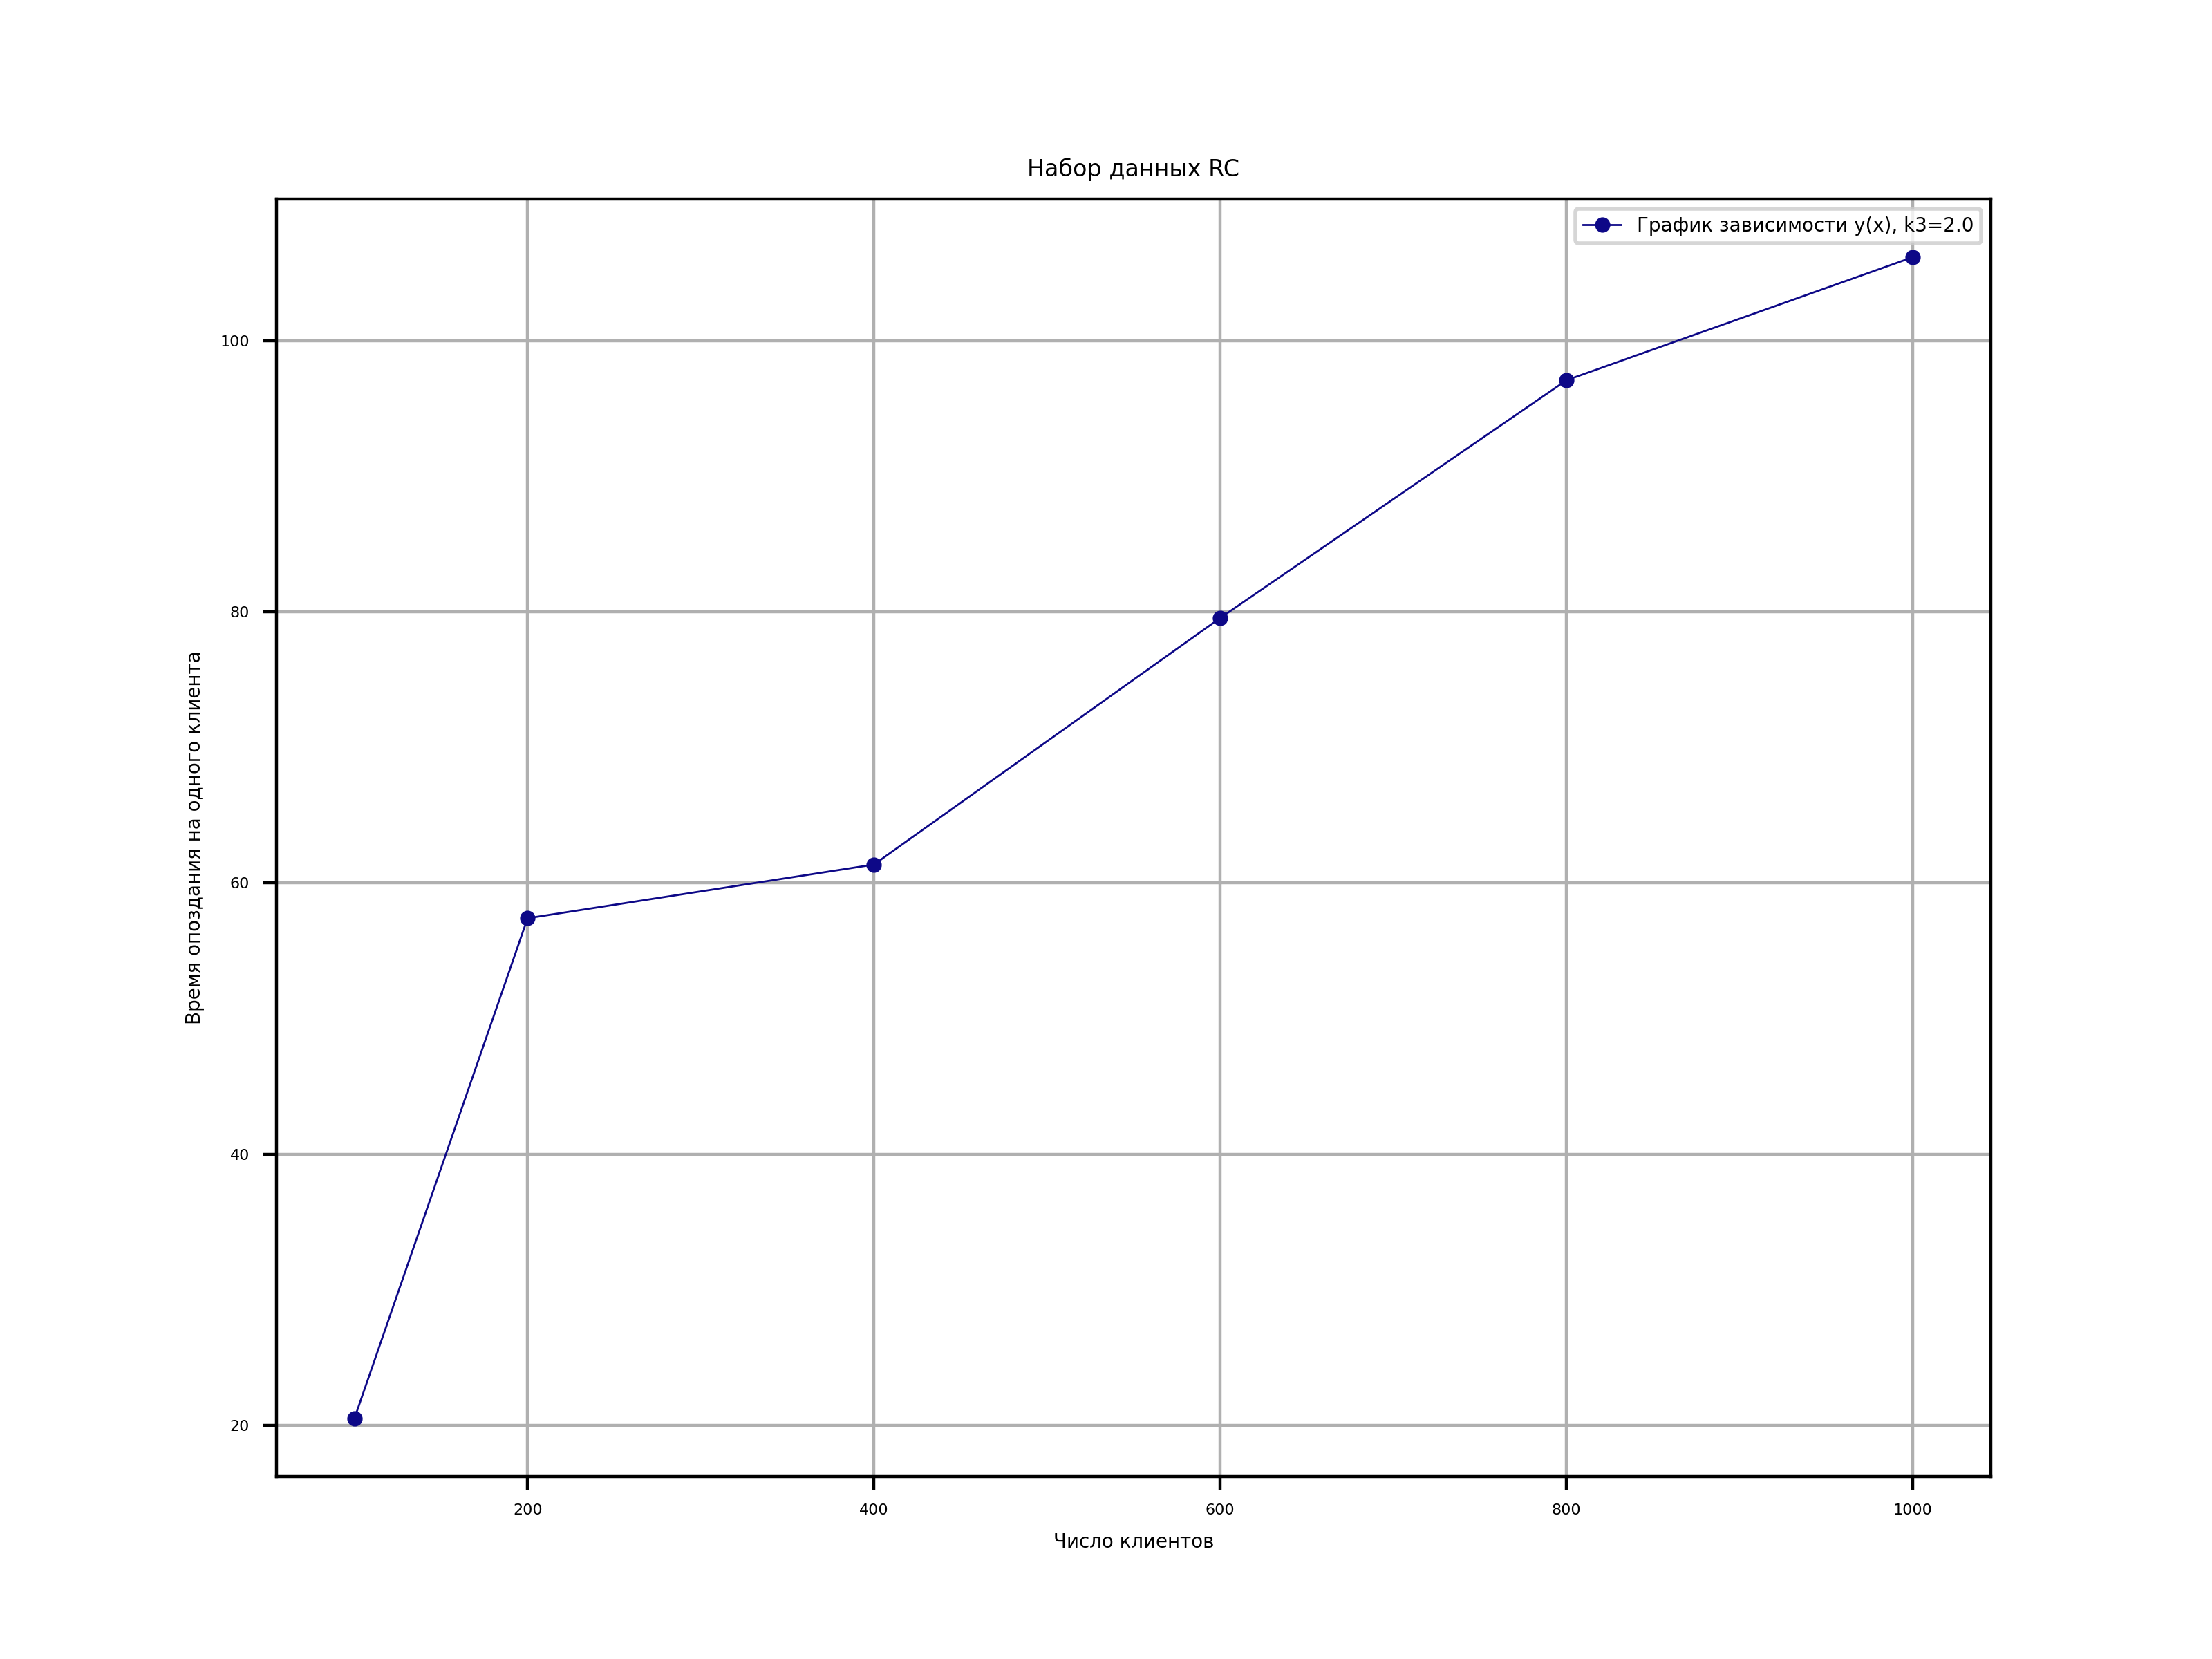 Набор данных RC
График зависимости y(x), k3=2.0
100
80
60
40
20
Время опоздания на одного клиента
200
400
600
800
1000
Число клиентов